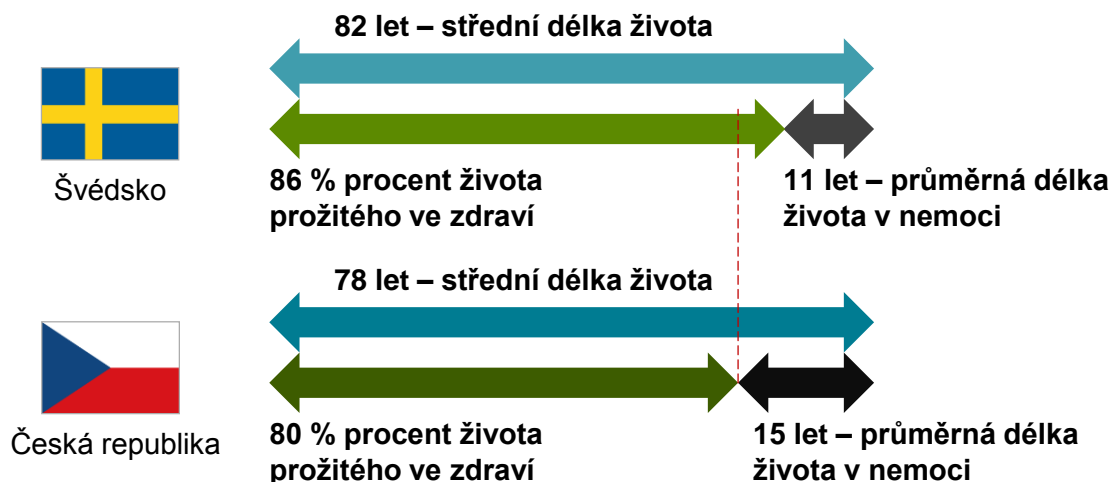 82 let – střední délka života
Švédsko
86 % procent života
prožitého ve zdraví
11 let – průměrná délka
života v nemoci
78 let – střední délka života
Česká republika
80 % procent života
prožitého ve zdraví
15 let – průměrná délka
života v nemoci